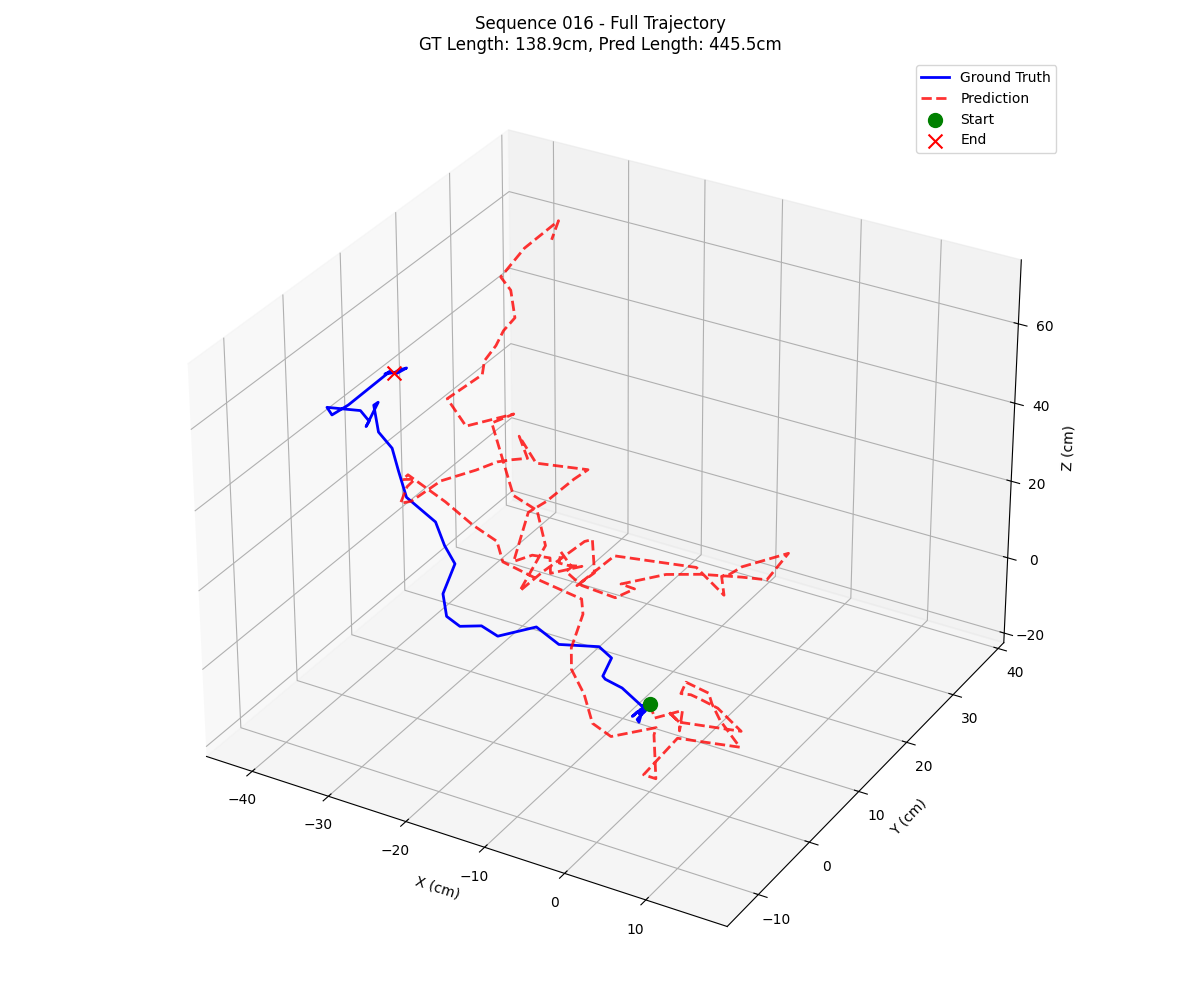 Sequence 016 - Full Trajectory
GT Length: 138.9cm, Pred Length: 445.5cm
Ground Truth
Prediction
Start
End
60
40
20
0
−20
Z (cm)
40
30
20
10
0
−10
Y (cm)
−40
−30
−20
−10
0
10
X (cm)